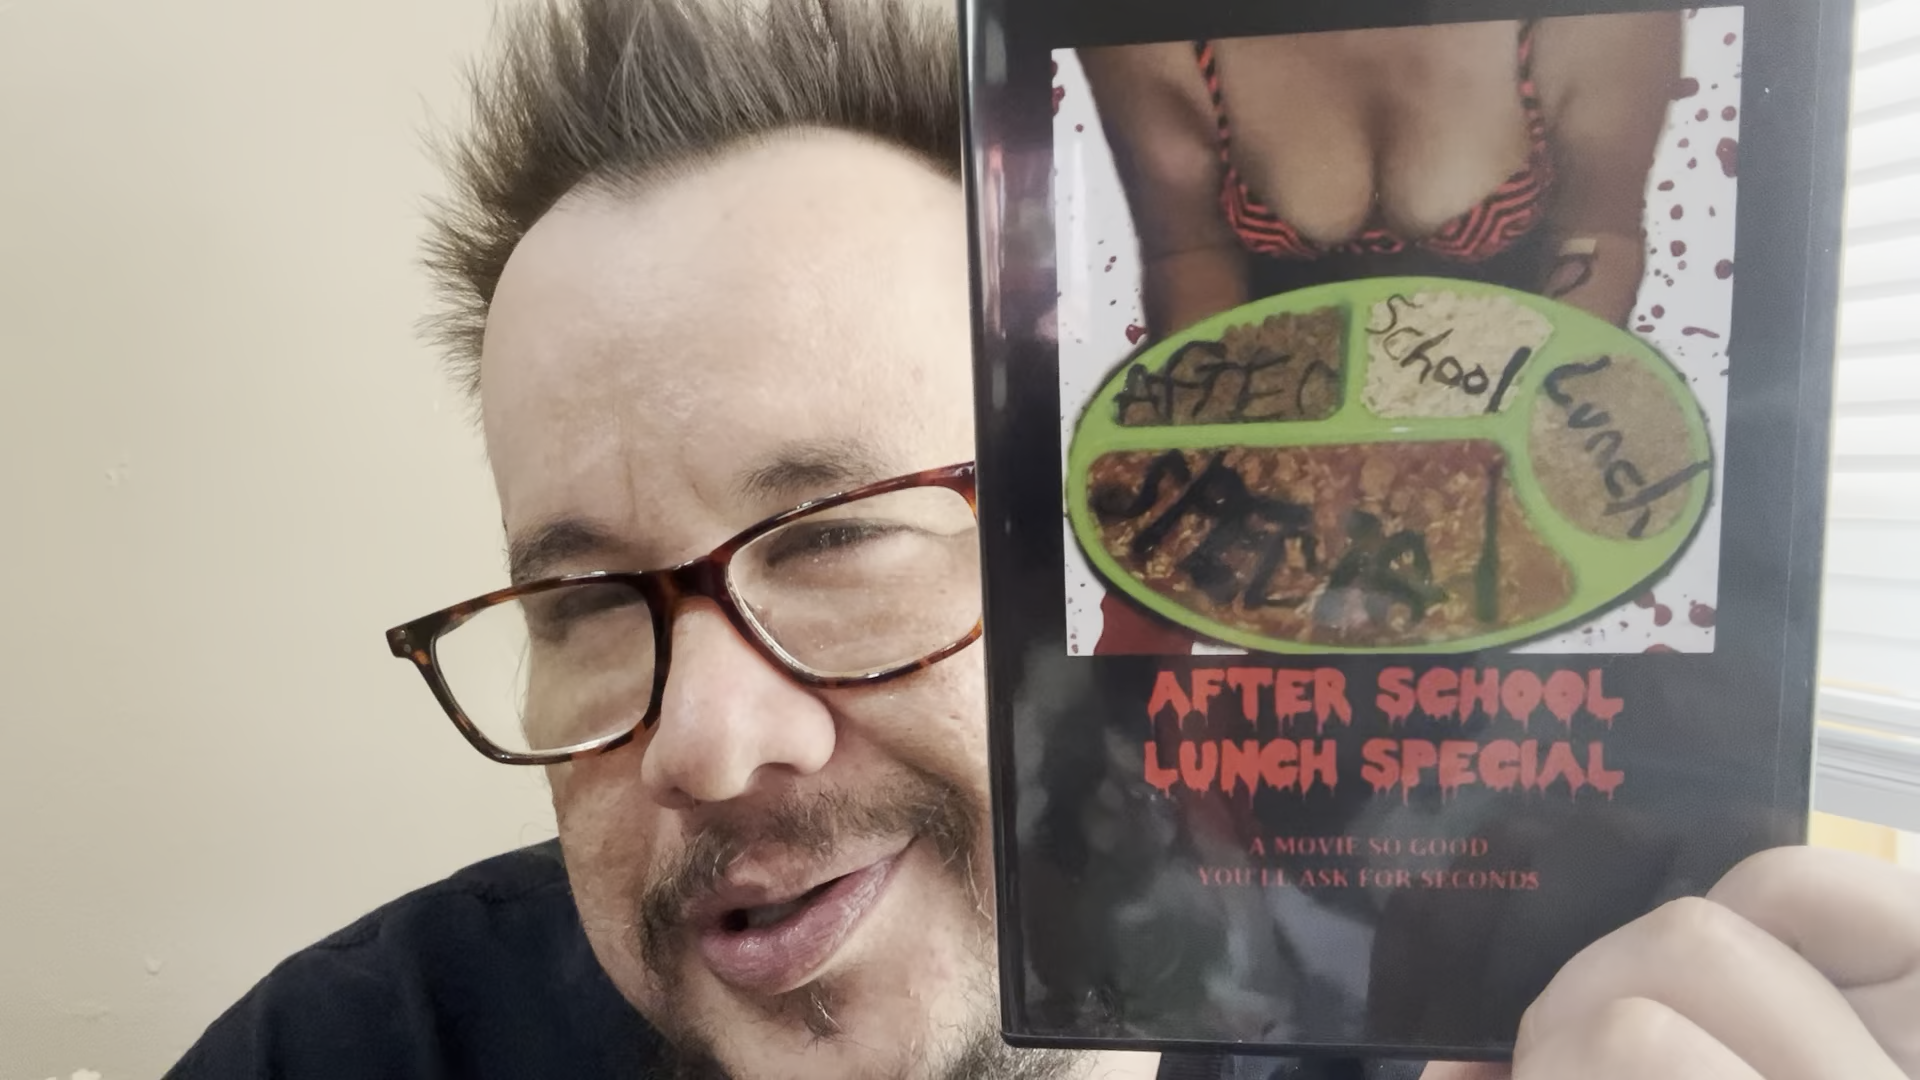 AFTER
School
Lunch
SPECIAL
AFTER SCHOOL
LUNCH SPECIAL
A MOVIE SO GOOD
YOU'LL ASK FOR SECONDS